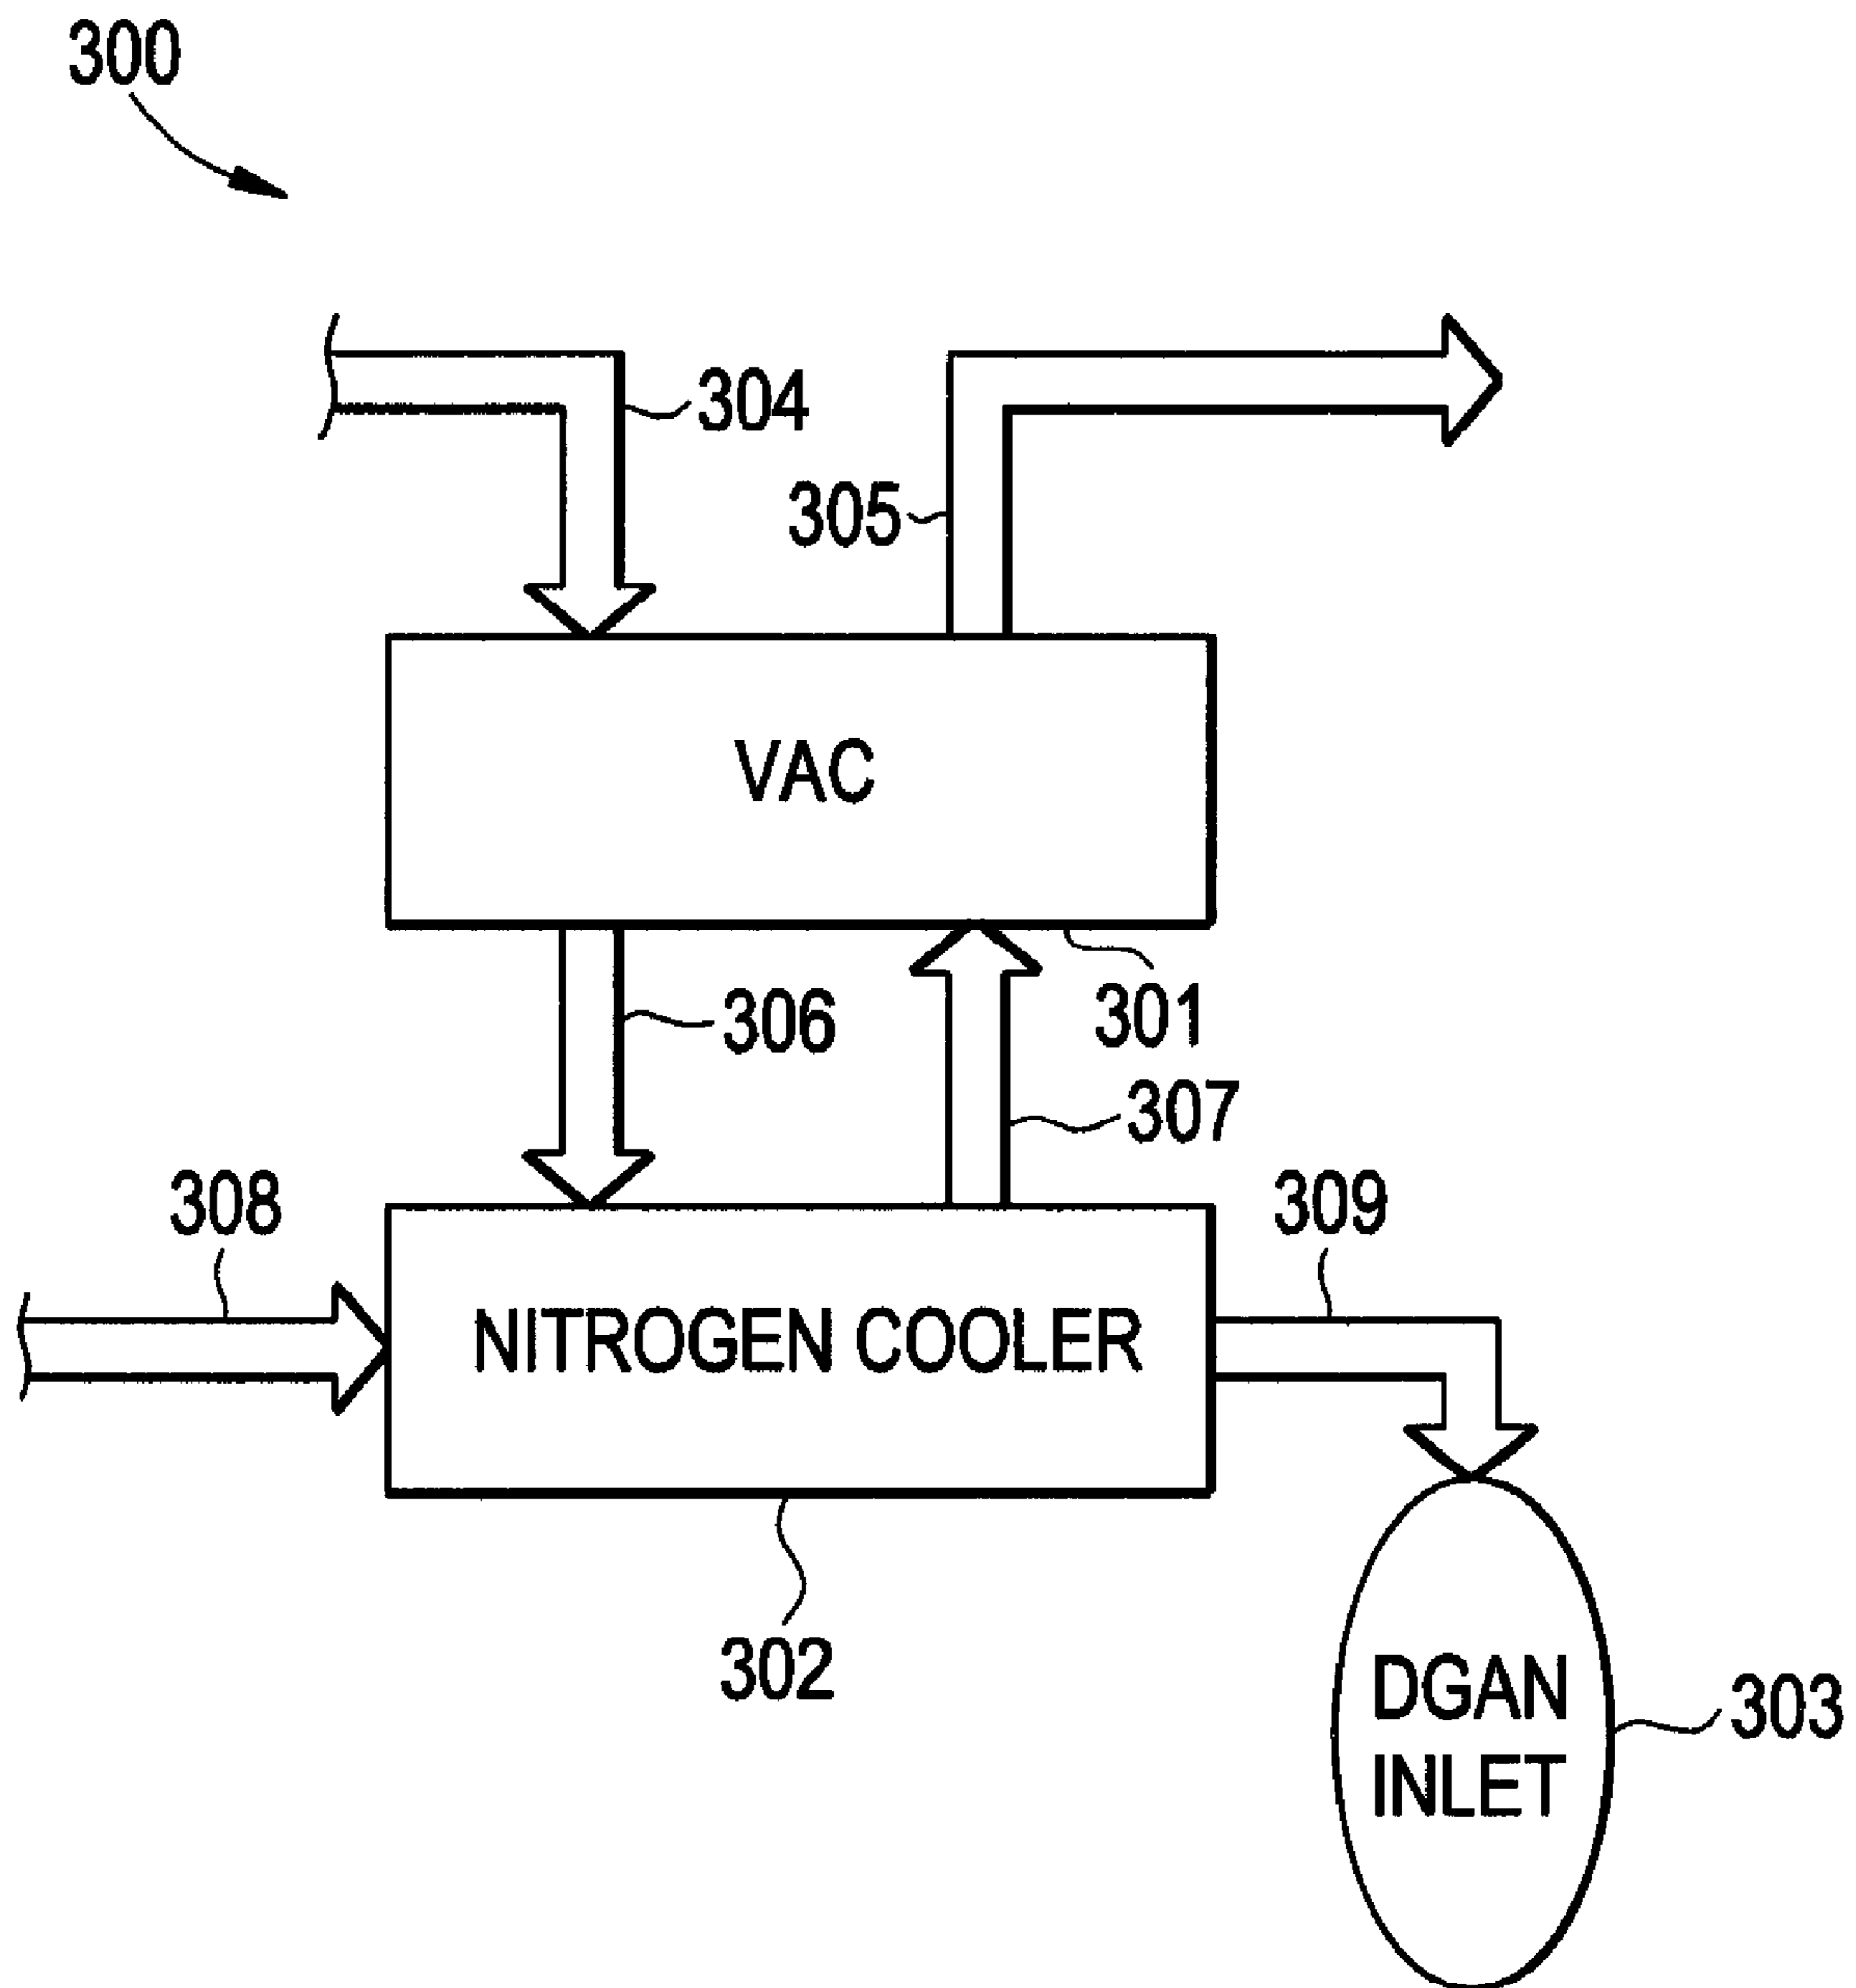 300
304
305
VAC
301
306
307
308
309
NITROGEN COOLER
302
DGAN
INLET
303